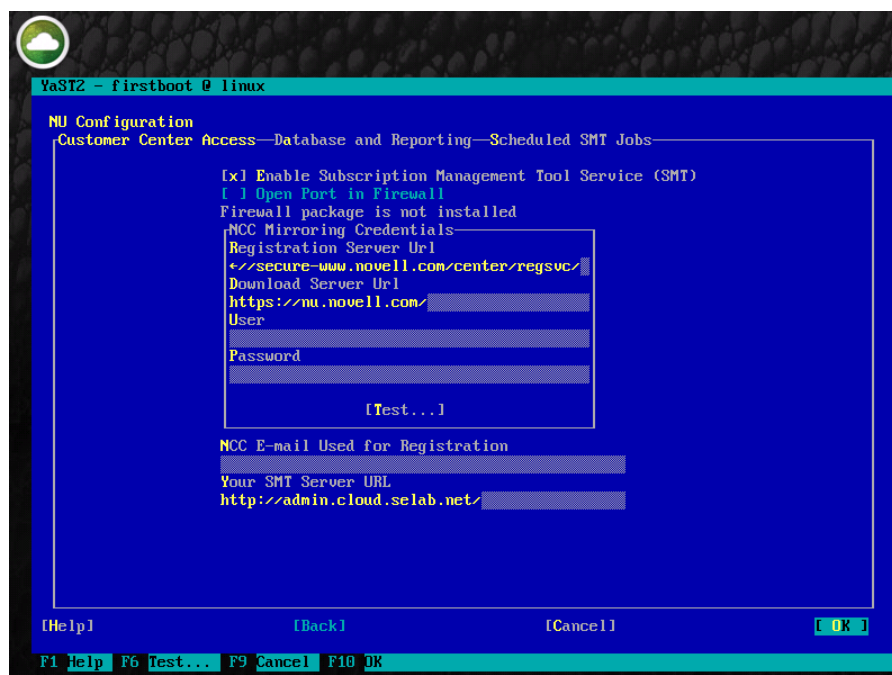 YaST2 - firstboot @ linux
NU Configuration
Customer Center Access—Database and Reporting—Scheduled SMT Jobs
[x] Enable Subscription Management Tool Service (SMT)
[ ] Open Port in Firewall
Firewall package is not installed
NCC Mirroring Credentials
Registration Server Url
←//secure-www.novell.com/center/regsvc/
Download Server Url
https://nu.novell.com/
User
Password
[Test...]
NCC E-mail Used for Registration
Your SMT Server URL
http://admin.cloud.selab.net/
[Help] [Back] [Cancel] [ OK ]
F1 Help F6 Test... F9 Cancel F10 OK